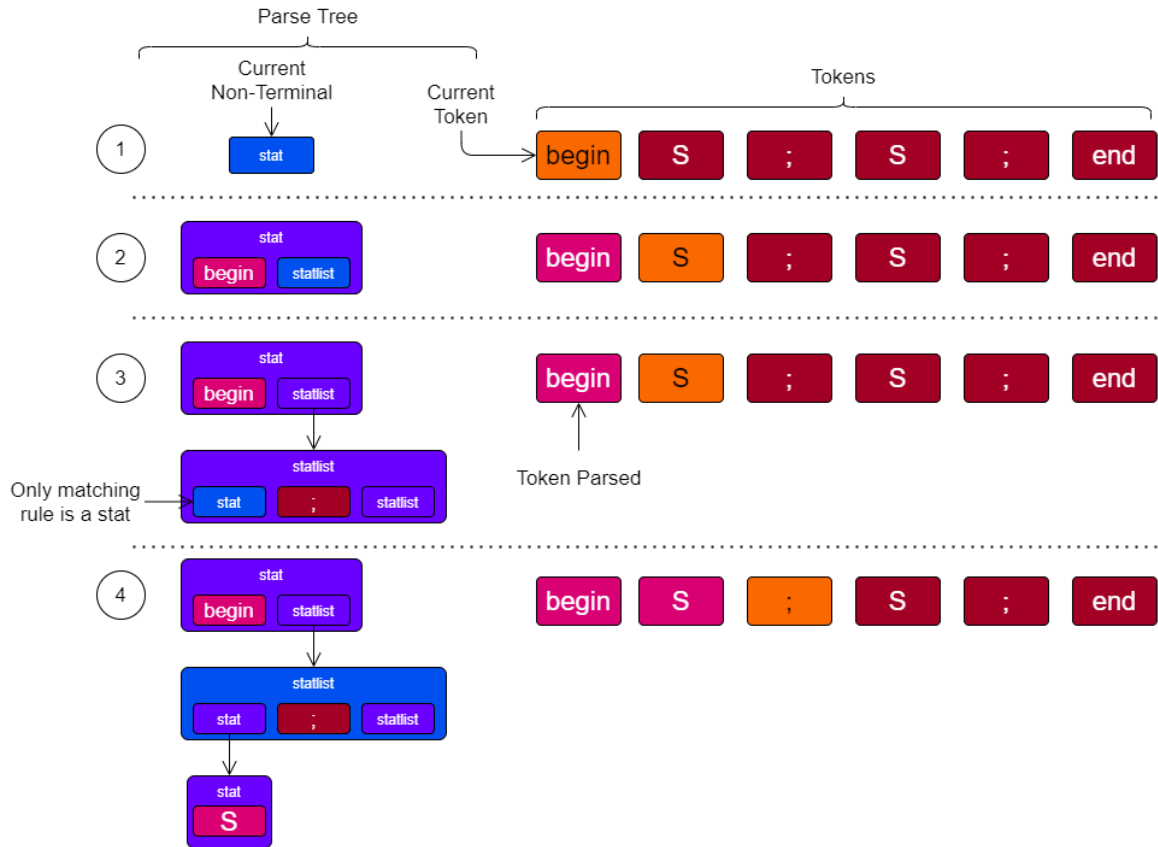 Parse Tree
Current
Non-Terminal
Current
Token
Tokens
1
stat
begin S ; S ; end
2
stat
begin statlist
begin S ; S ; end
3
stat
begin statlist
begin S ; S ; end
Token Parsed
statlist
Only matching
rule is a stat
stat ; statlist
4
stat
begin statlist
begin S ; S ; end
statlist
stat ; statlist
stat
S